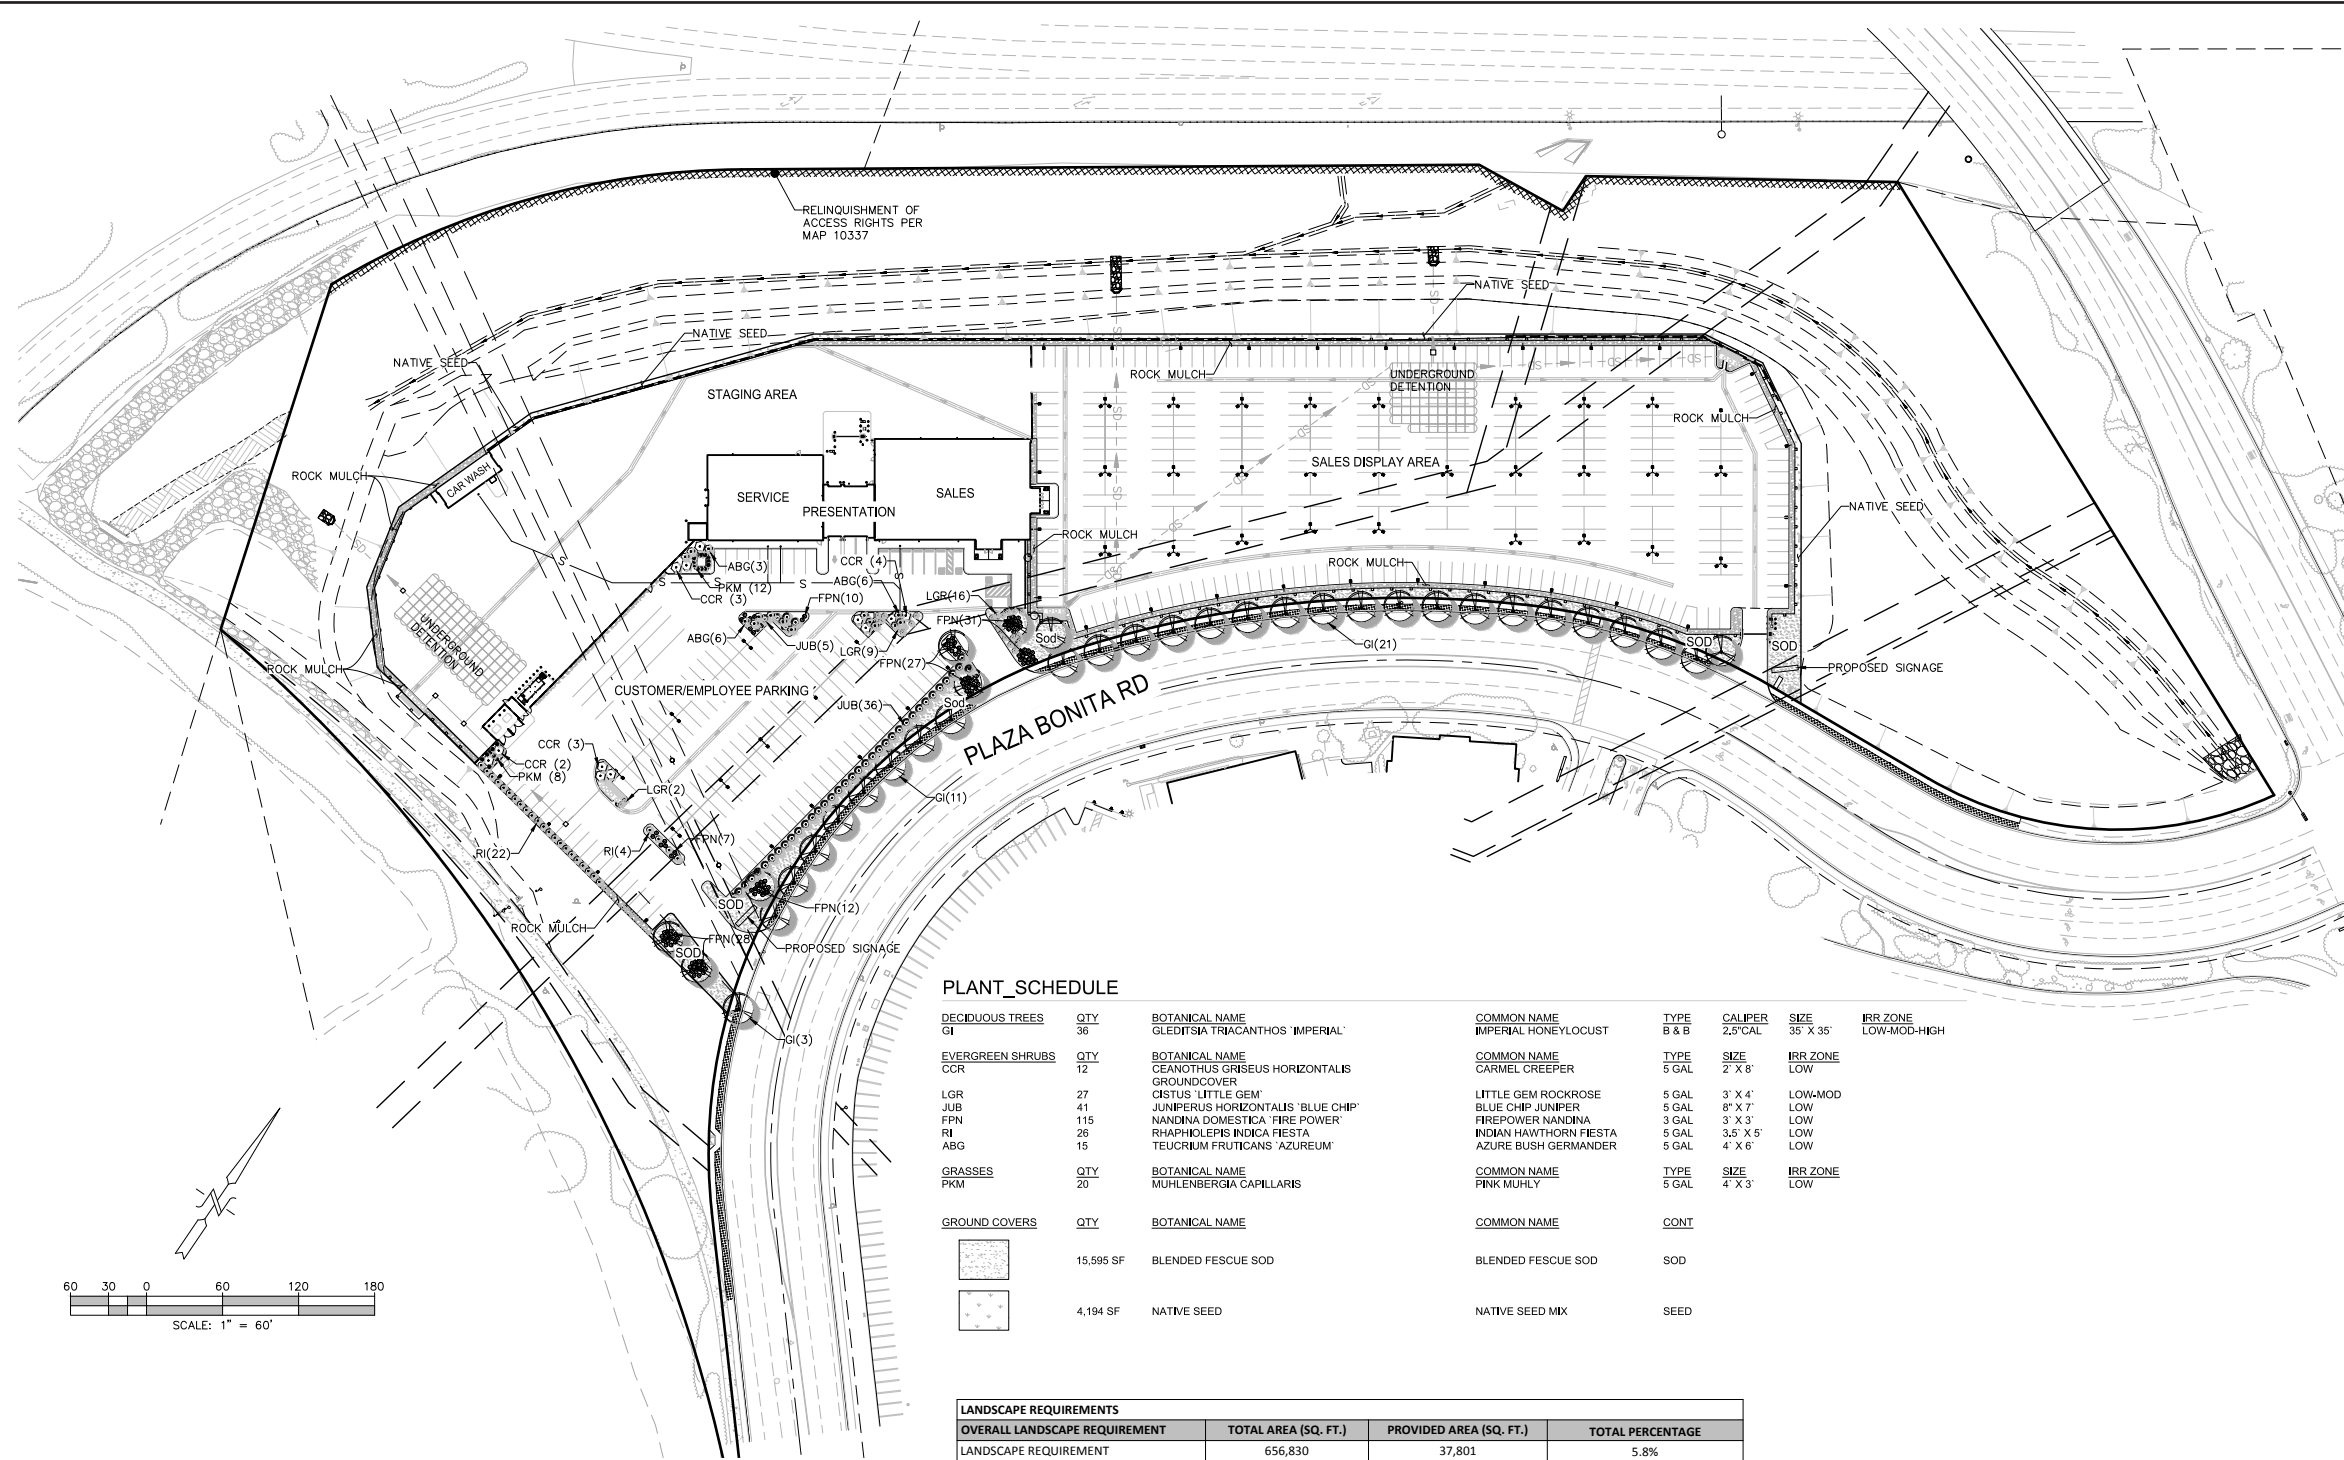 RELINQUISHMENT OF
ACCESS RIGHTS PER
MAP 10337
NATIVE SEED
NATIVE SEED
NATIVE SEED
STAGING AREA
ROCK MULCH
UNDERGROUND
DETENTION
ROCK MULCH
SALES DISPLAY AREA
ROCK MULCH
CAR WASH
SERVICE
SALES
PRESENTATION
NATIVE SEED
ROCK MULCH
ROCK MULCH
ABG(3)
CCR (4)
PKM (12)
ABG(6)
CCR (3)
FPN(10)
LGR(16)
FPN(31)
ABG(6)
JUB(5)
LGR(9)
FPN(27)
Sod
GI(21)
SOD
SOD
PROPOSED SIGNAGE
UNDERGROUND
DETENTION
ROCK MULCH
CUSTOMER/EMPLOYEE PARKING
JUB(36)
Sod
PLAZA BONITA RD
CCR (3)
CCR (2)
PKM (8)
LGR(2)
GI(11)
RI(22)
RI(4)
FPN(7)
SOD
FPN(12)
ROCK MULCH
FPN(28)
PROPOSED SIGNAGE
SOD
GI(3)
S
S
S
S
S
SD
SD
SD
SD
SD
SD
SD
SD
SD
SD
SD
SD
PLANT_SCHEDULE
DECIDUOUS TREES QTY BOTANICAL NAME COMMON NAME TYPE CALIPER SIZE IRR ZONE
GI 36 GLEDITSIA TRIACANTHOS `IMPERIAL` IMPERIAL HONEYLOCUST B & B 2.5"CAL 35` X 35` LOW-MOD-HIGH
EVERGREEN SHRUBS QTY BOTANICAL NAME COMMON NAME TYPE SIZE IRR ZONE
CCR 12 CEANOTHUS GRISEUS HORIZONTALIS CARMEL CREEPER 5 GAL 2` X 8` LOW
GROUNDCOVER
LGR 27 CISTUS `LITTLE GEM` LITTLE GEM ROCKROSE 5 GAL 3` X 4` LOW-MOD
JUB 41 JUNIPERUS HORIZONTALIS `BLUE CHIP` BLUE CHIP JUNIPER 5 GAL 8" X 7` LOW
FPN 115 NANDINA DOMESTICA `FIRE POWER` FIREPOWER NANDINA 3 GAL 3` X 3` LOW
RI 26 RHAPHIOLEPIS INDICA FIESTA INDIAN HAWTHORN FIESTA 5 GAL 3.5` X 5` LOW
ABG 15 TEUCRIUM FRUTICANS `AZUREUM` AZURE BUSH GERMANDER 5 GAL 4` X 6` LOW
GRASSES QTY BOTANICAL NAME COMMON NAME TYPE SIZE IRR ZONE
PKM 20 MUHLENBERGIA CAPILLARIS PINK MUHLY 5 GAL 4` X 3` LOW
GROUND COVERS QTY BOTANICAL NAME COMMON NAME CONT
15,595 SF BLENDED FESCUE SOD BLENDED FESCUE SOD SOD
4,194 SF NATIVE SEED NATIVE SEED MIX SEED
60 30 0 60 120 180
SCALE: 1" = 60'
LANDSCAPE REQUIREMENTS
OVERALL LANDSCAPE REQUIREMENT TOTAL AREA (SQ. FT.) PROVIDED AREA (SQ. FT.) TOTAL PERCENTAGE
LANDSCAPE REQUIREMENT 656,830 37,801 5.8%